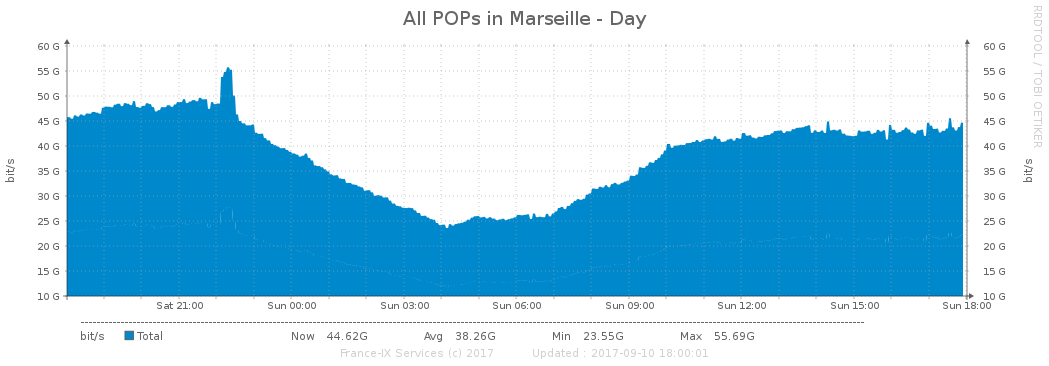 All POPs in Marseille - Day
RRDTOOL / TOBI OETIKER
bit/s
60 G
55 G
50 G
45 G
40 G
35 G
30 G
25 G
20 G
15 G
10 G
60 G
55 G
50 G
45 G
40 G
35 G
30 G
25 G
20 G
15 G
10 G
bit/s
Sat 21:00 Sun 00:00 Sun 03:00 Sun 06:00 Sun 09:00 Sun 12:00 Sun 15:00 Sun 18:00
bit/s Total Now 44.62G Avg 38.26G Min 23.55G Max 55.69G
France-IX Services (c) 2017 Updated : 2017-09-10 18:00:01